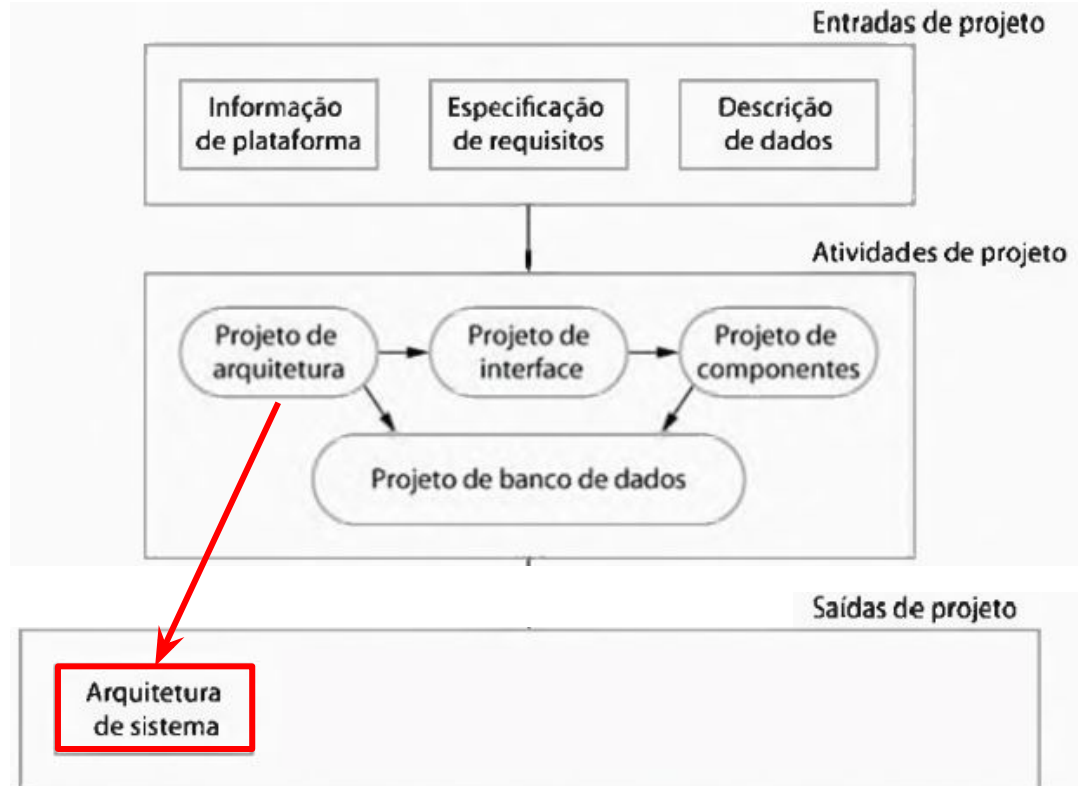 Entradas de projeto
Informação
de plataforma
Especificação
de requisitos
Descrição
de dados
Atividades de projeto
Projeto de
arquitetura
Projeto de
interface
Projeto de
componentes
Projeto de banco de dados
Saídas de projeto
Arquitetura
de sistema